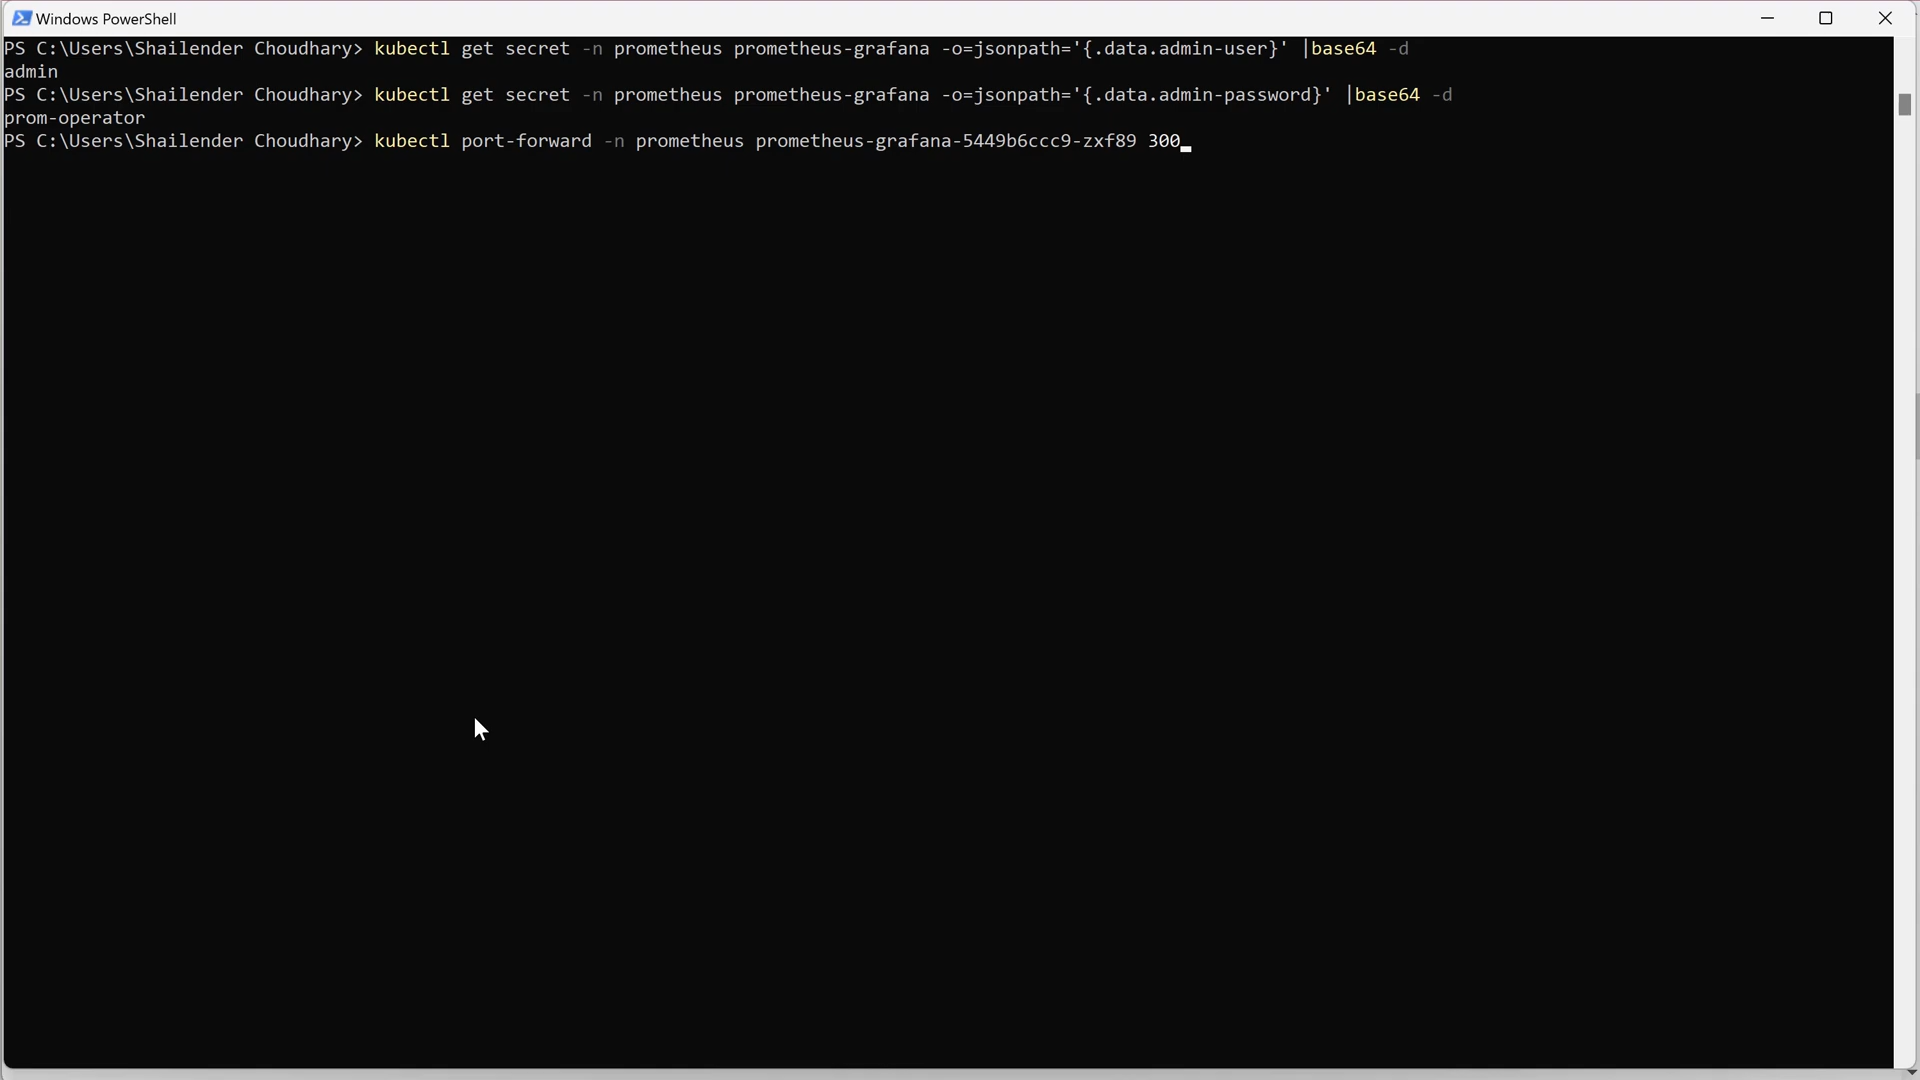 Windows PowerShell
PS C:\Users\Shailender Choudhary> kubectl get secret -n prometheus prometheus-grafana -o=jsonpath='{.data.admin-user}' |base64 -d
admin
PS C:\Users\Shailender Choudhary> kubectl get secret -n prometheus prometheus-grafana -o=jsonpath='{.data.admin-password}' |base64 -d
prom-operator
PS C:\Users\Shailender Choudhary> kubectl port-forward -n prometheus prometheus-grafana-5449b6ccc9-zxf89 300